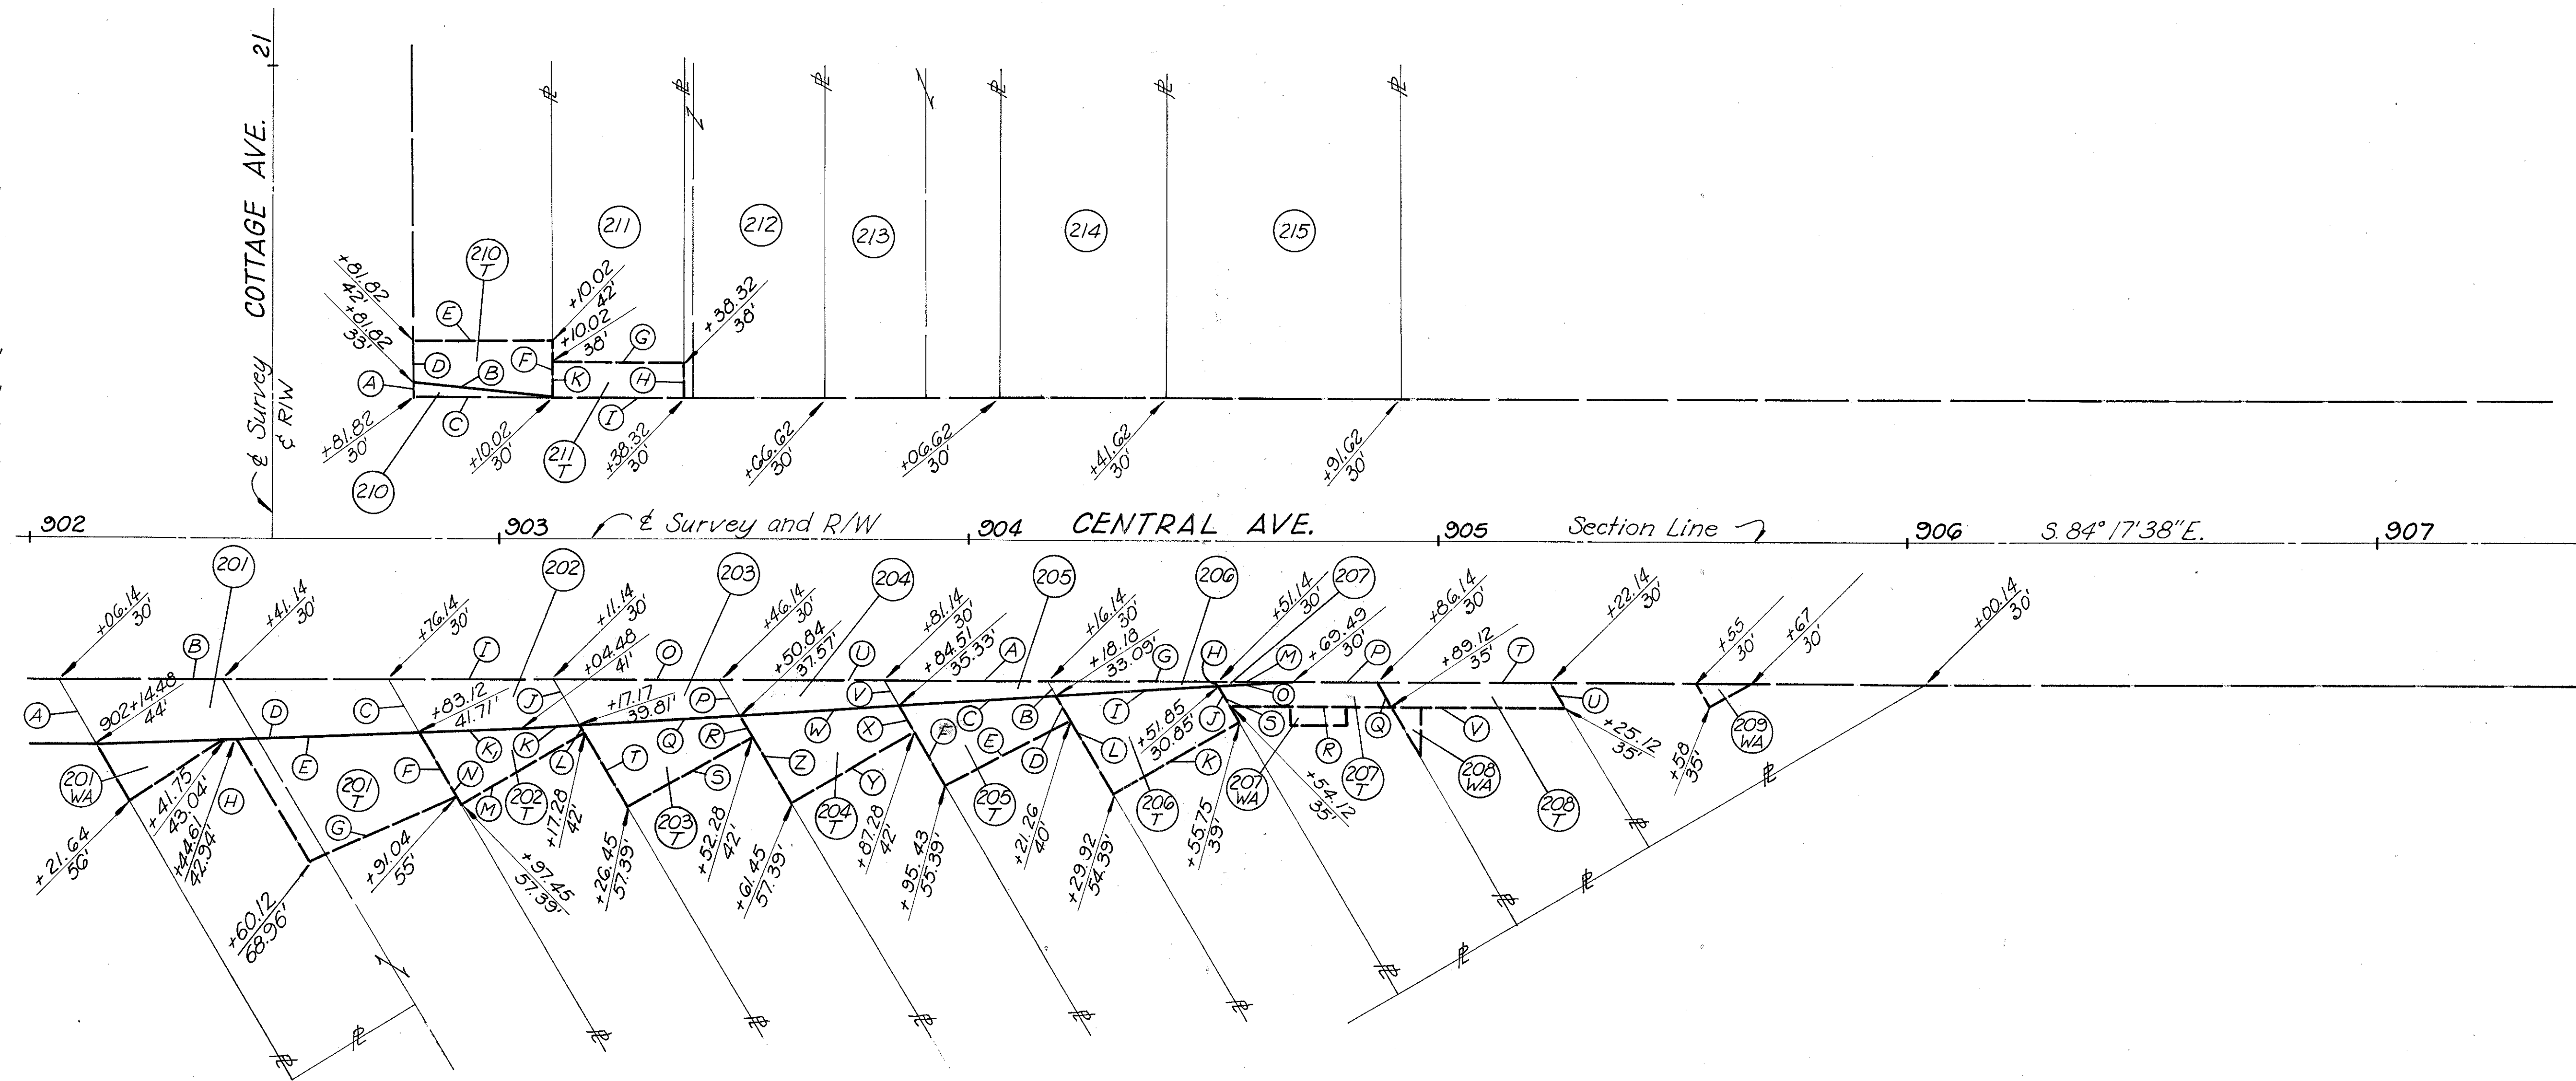 21
COTTAGE AVE.
₵ Survey
₵ R/W
211
212
213
214
215
210
T
+81.82
42'
+81.82
33'
+10.02
42'
+10.02
38'
+38.32
38'
E
D
B
A
C
F
K
G
H
I
+81.82
30'
+10.02
30'
211
T
+38.32
30'
+66.62
30'
+06.62
30'
+41.62
30'
+91.62
30'
210
902
903
₵ Survey and R/W
904
CENTRAL AVE.
905
Section Line
906
S. 84° 17' 38" E.
907
201
202
203
204
205
206
207
+06.14
30'
+41.14
30'
+76.14
30'
+11.14
30'
+46.14
30'
+81.14
30'
+16.14
30'
+51.14
30'
+86.14
30'
+22.14
30'
+55
30'
+67
30'
+00.14
30'
+04.48
41'
+50.84
37.57'
+84.51
35.33'
+18.18
33.09'
+69.49
30'
+89.12
35'
B
I
O
U
A
G
H
M
P
T
A
902+14.48
44'
D
C
+83.12
41.71'
J
+17.17
39.81'
P
V
B
I
+51.85
30.85'
O
J
S
Q
U
E
F
K
K
N
M
L
T
Q
R
S
W
X
Z
Y
F
C
E
D
L
K
R
V
201
WA
201
T
202
T
203
T
204
T
205
T
206
T
207
WA
207
T
208
WA
208
T
209
WA
H
G
+21.64
56'
+41.75
43.04'
+44.61
42.94'
+60.12
68.96'
+91.04
55'
+97.45
57.39'
+17.28
42'
+26.45
57.39'
+52.28
42'
+61.45
57.39'
+87.28
42'
+95.43
55.39'
+21.26
40'
+29.92
54.39'
+55.75
39'
+54.12
35'
+25.12
35'
+58
35'